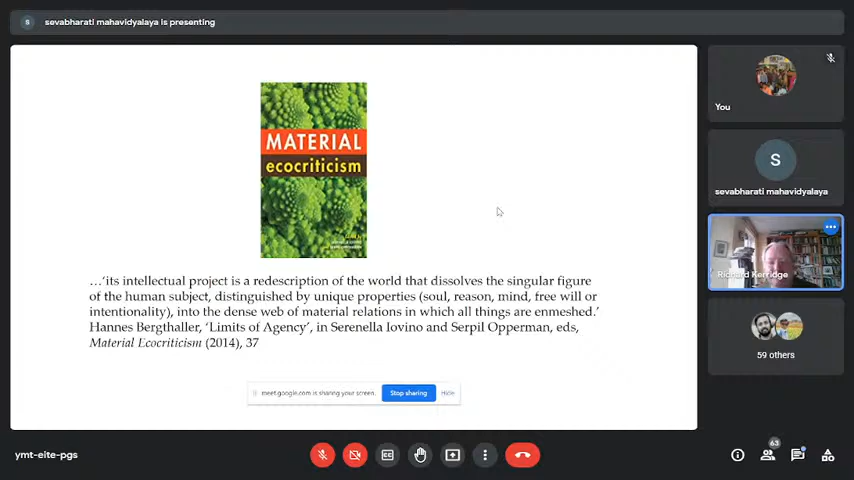 S
sevabharati mahavidyalaya is presenting
MATERIAL
ecocriticism
…‘its intellectual project is a redescription of the world that dissolves the singular figure
of the human subject, distinguished by unique properties (soul, reason, mind, free will or
intentionality), into the dense web of material relations in which all things are enmeshed.’
Hannes Bergthaller, ‘Limits of Agency’, in Serenella Iovino and Serpil Opperman, eds,
Material Ecocriticism (2014), 37
meet.google.com is sharing your screen.
Stop sharing
Hide
You
S
sevabharati mahavidyalaya
Richard Kerridge
59 others
ymt-eite-pgs
63